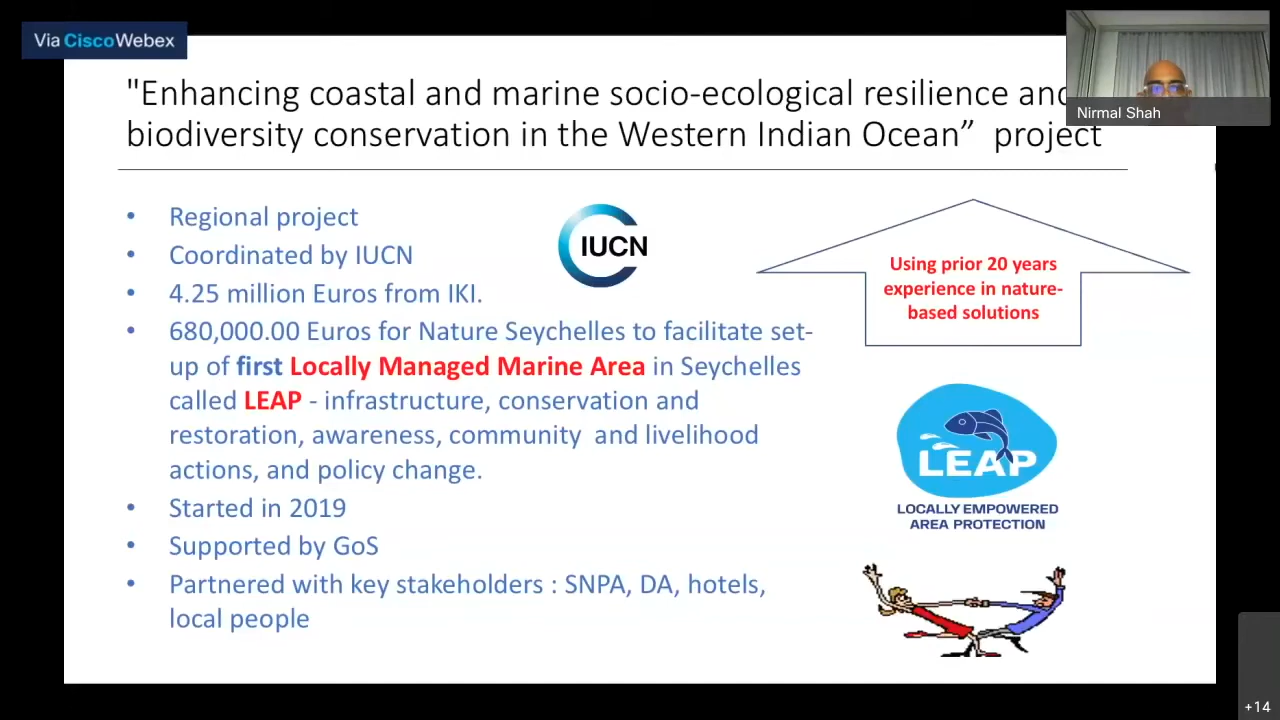 Via Cisco Webex
Nirmal Shah
"Enhancing coastal and marine socio-ecological resilience and
biodiversity conservation in the Western Indian Ocean” project
• Regional project
• Coordinated by IUCN
• 4.25 million Euros from IKI.
• 680,000.00 Euros for Nature Seychelles to facilitate set-
up of first Locally Managed Marine Area in Seychelles
called LEAP - infrastructure, conservation and
restoration, awareness, community and livelihood
actions, and policy change.
• Started in 2019
• Supported by GoS
• Partnered with key stakeholders : SNPA, DA, hotels,
local people
IUCN
Using prior 20 years
experience in nature-
based solutions
LEAP
LOCALLY EMPOWERED
AREA PROTECTION
+14